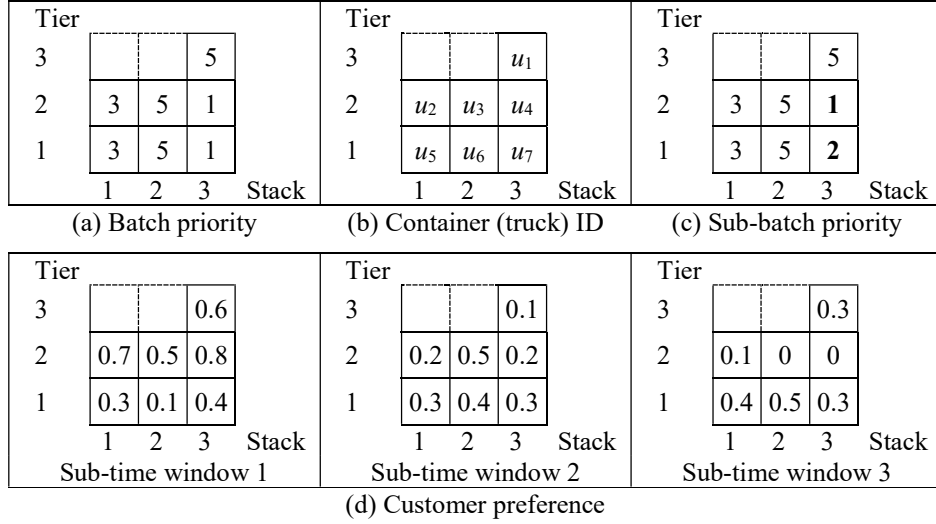 Tier Tier Tier
3 5 3 u1 3 5
2 3 5 1 2 u2 u3 u4 2 3 5 1
1 3 5 1 1 u5 u6 u7 1 3 5 2
1 2 3 Stack 1 2 3 Stack 1 2 3 Stack
(a) Batch priority (b) Container (truck) ID (c) Sub-batch priority
Tier Tier Tier
3 0.6 3 0.1 3 0.3
2 0.7 0.5 0.8 2 0.2 0.5 0.2 2 0.1 0 0
1 0.3 0.1 0.4 1 0.3 0.4 0.3 1 0.4 0.5 0.3
1 2 3 Stack 1 2 3 Stack 1 2 3 Stack
Sub-time window 1 Sub-time window 2 Sub-time window 3
(d) Customer preference